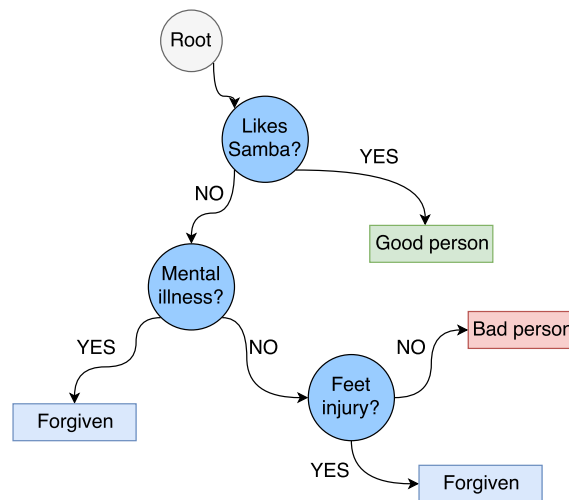 Root
Likes
Samba?
YES
NO
Good person
Mental
illness?
Bad person
YES
NO
NO
Feet
injury?
Forgiven
YES
Forgiven